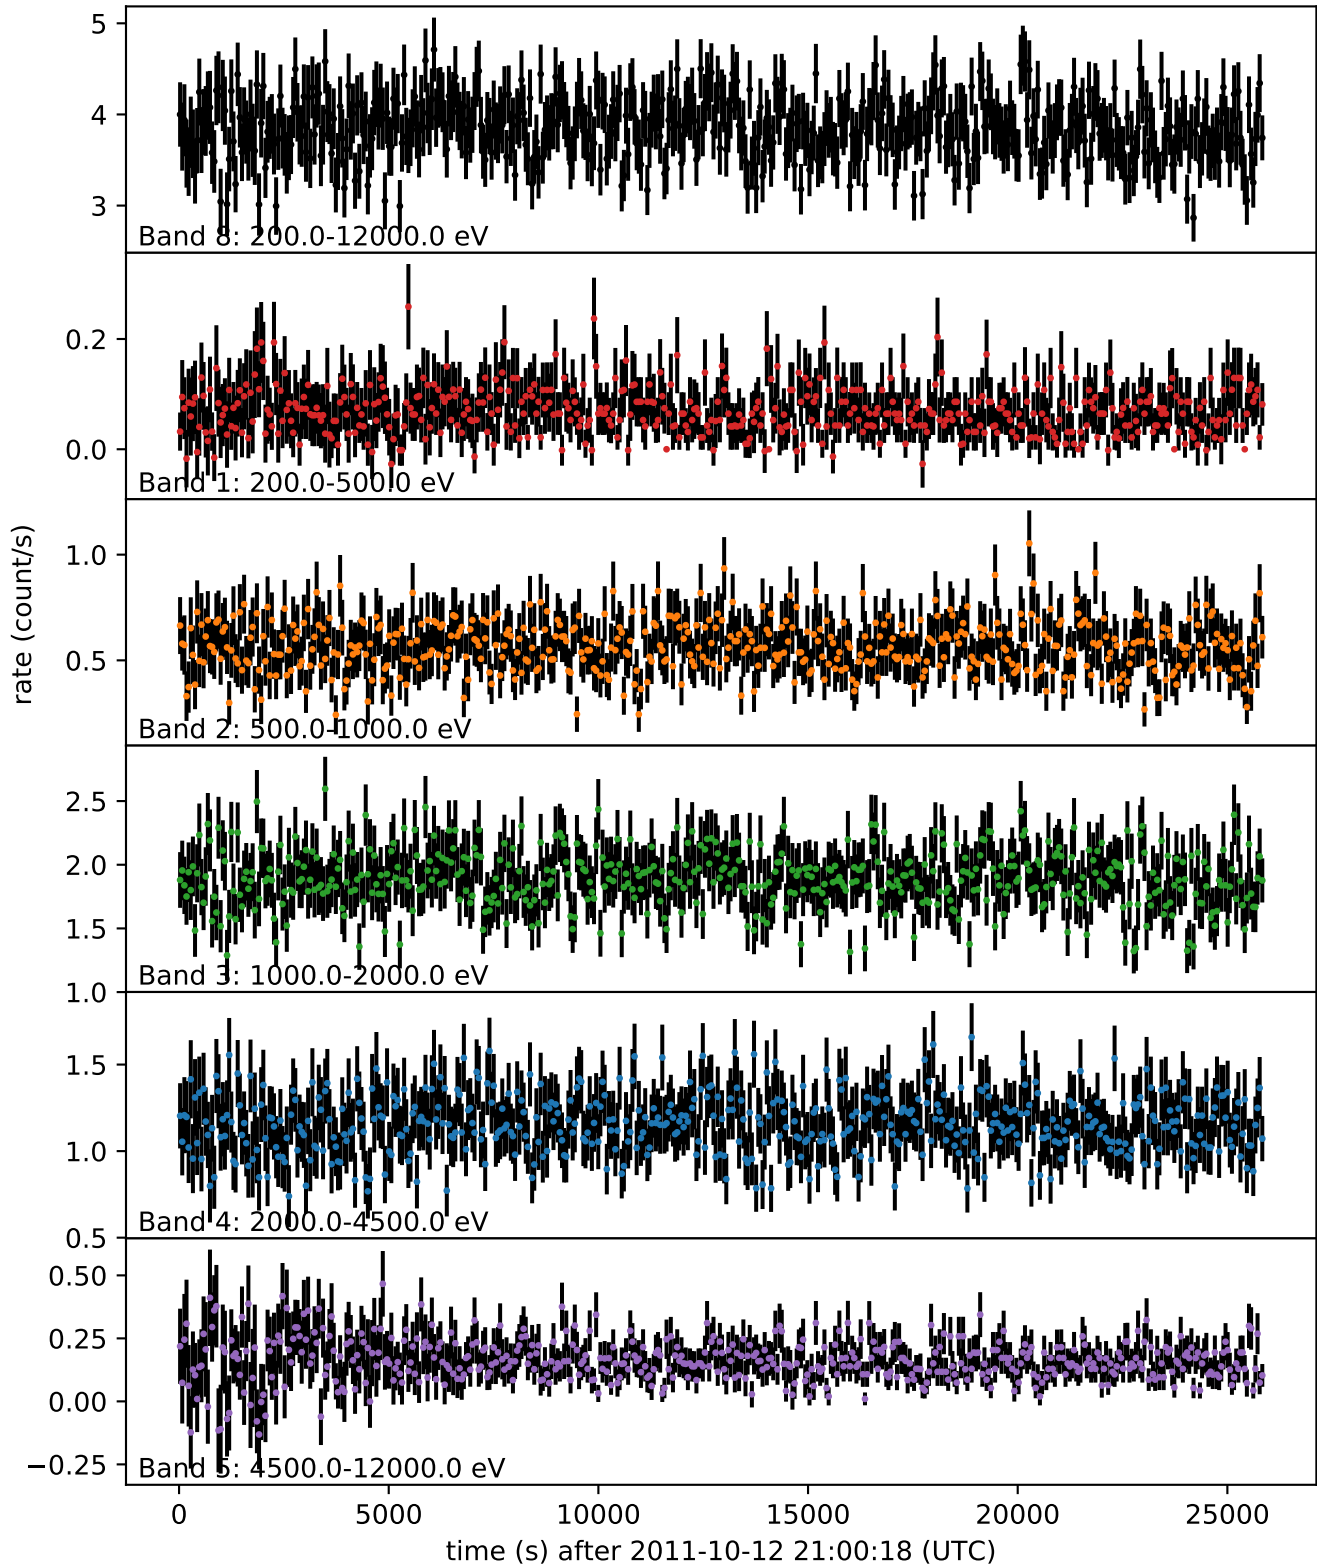 5
4
3
Band 8: 200.0-12000.0 eV
0.2
0.0
Band 1: 200.0-500.0 eV
rate (count/s)
1.0
0.5
Band 2: 500.0-1000.0 eV
2.5
2.0
1.5
1.0
Band 3: 1000.0-2000.0 eV
1.5
1.0
0.5
Band 4: 2000.0-4500.0 eV
0.50
0.25
0.00
−0.25
Band 5: 4500.0-12000.0 eV
0 5000 10000 15000 20000 25000
time (s) after 2011-10-12 21:00:18 (UTC)